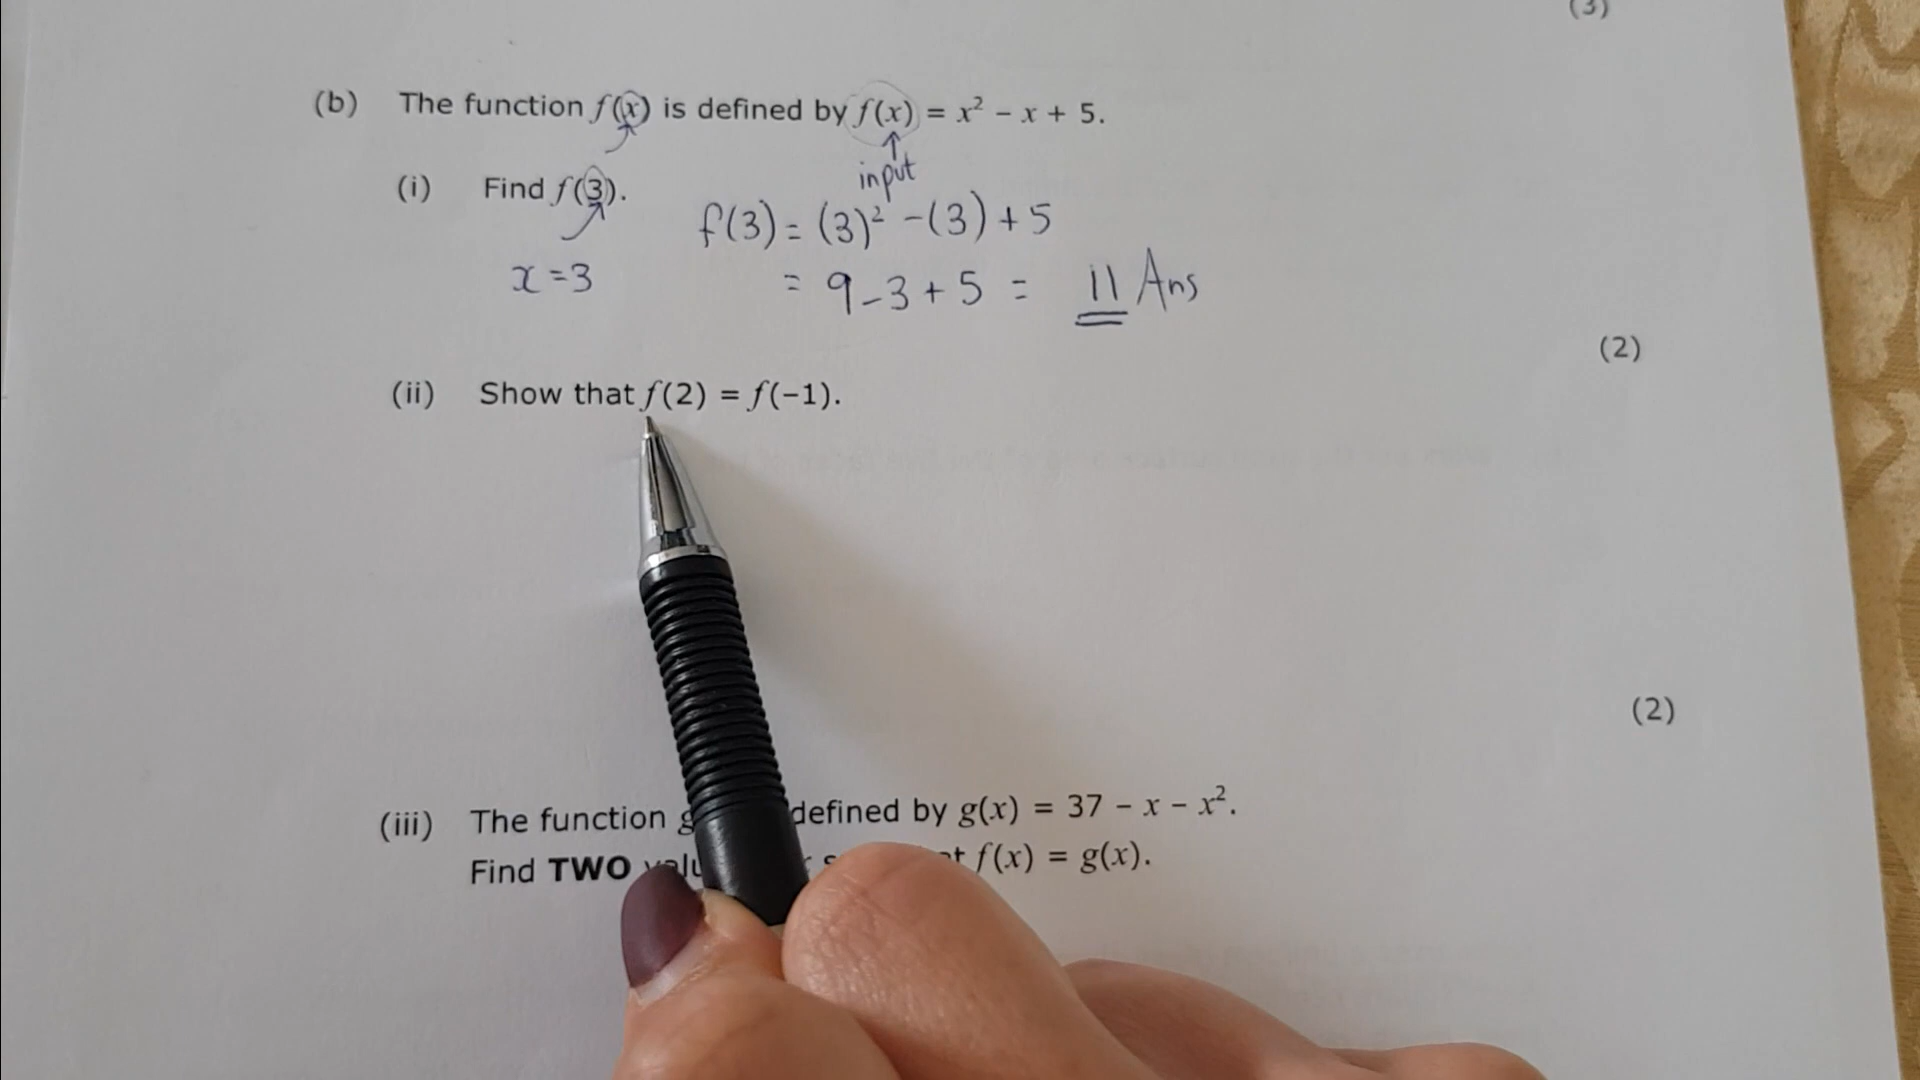 (3)
(b) The function f(x) is defined by f(x) = x² − x + 5.
input
(i) Find f(3).
f(3) = (3)² - (3) + 5
x = 3
= 9 - 3 + 5 = 11 Ans
(2)
(ii) Show that f(2) = f(−1).
(2)
(iii) The function g defined by g(x) = 37 − x − x².
Find TWO f(x) = g(x).